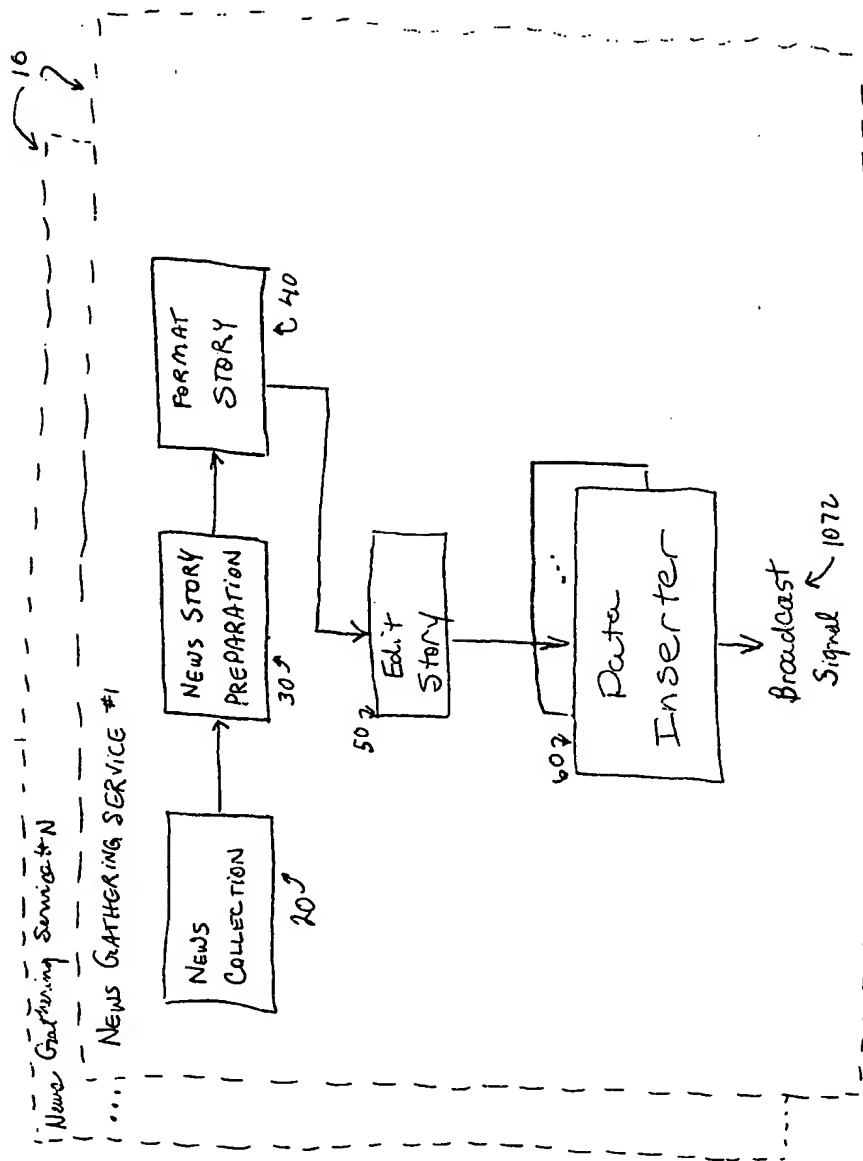 10
News Gathering Service #N
NEWS GATHERING SERVICE #1
NEWS
COLLECTION
20
NEWS STORY
PREPARATION
30
FORMAT
STORY
40
50
Edit
Story
60
...
Data
Inserter
Broadcast
Signal
1072